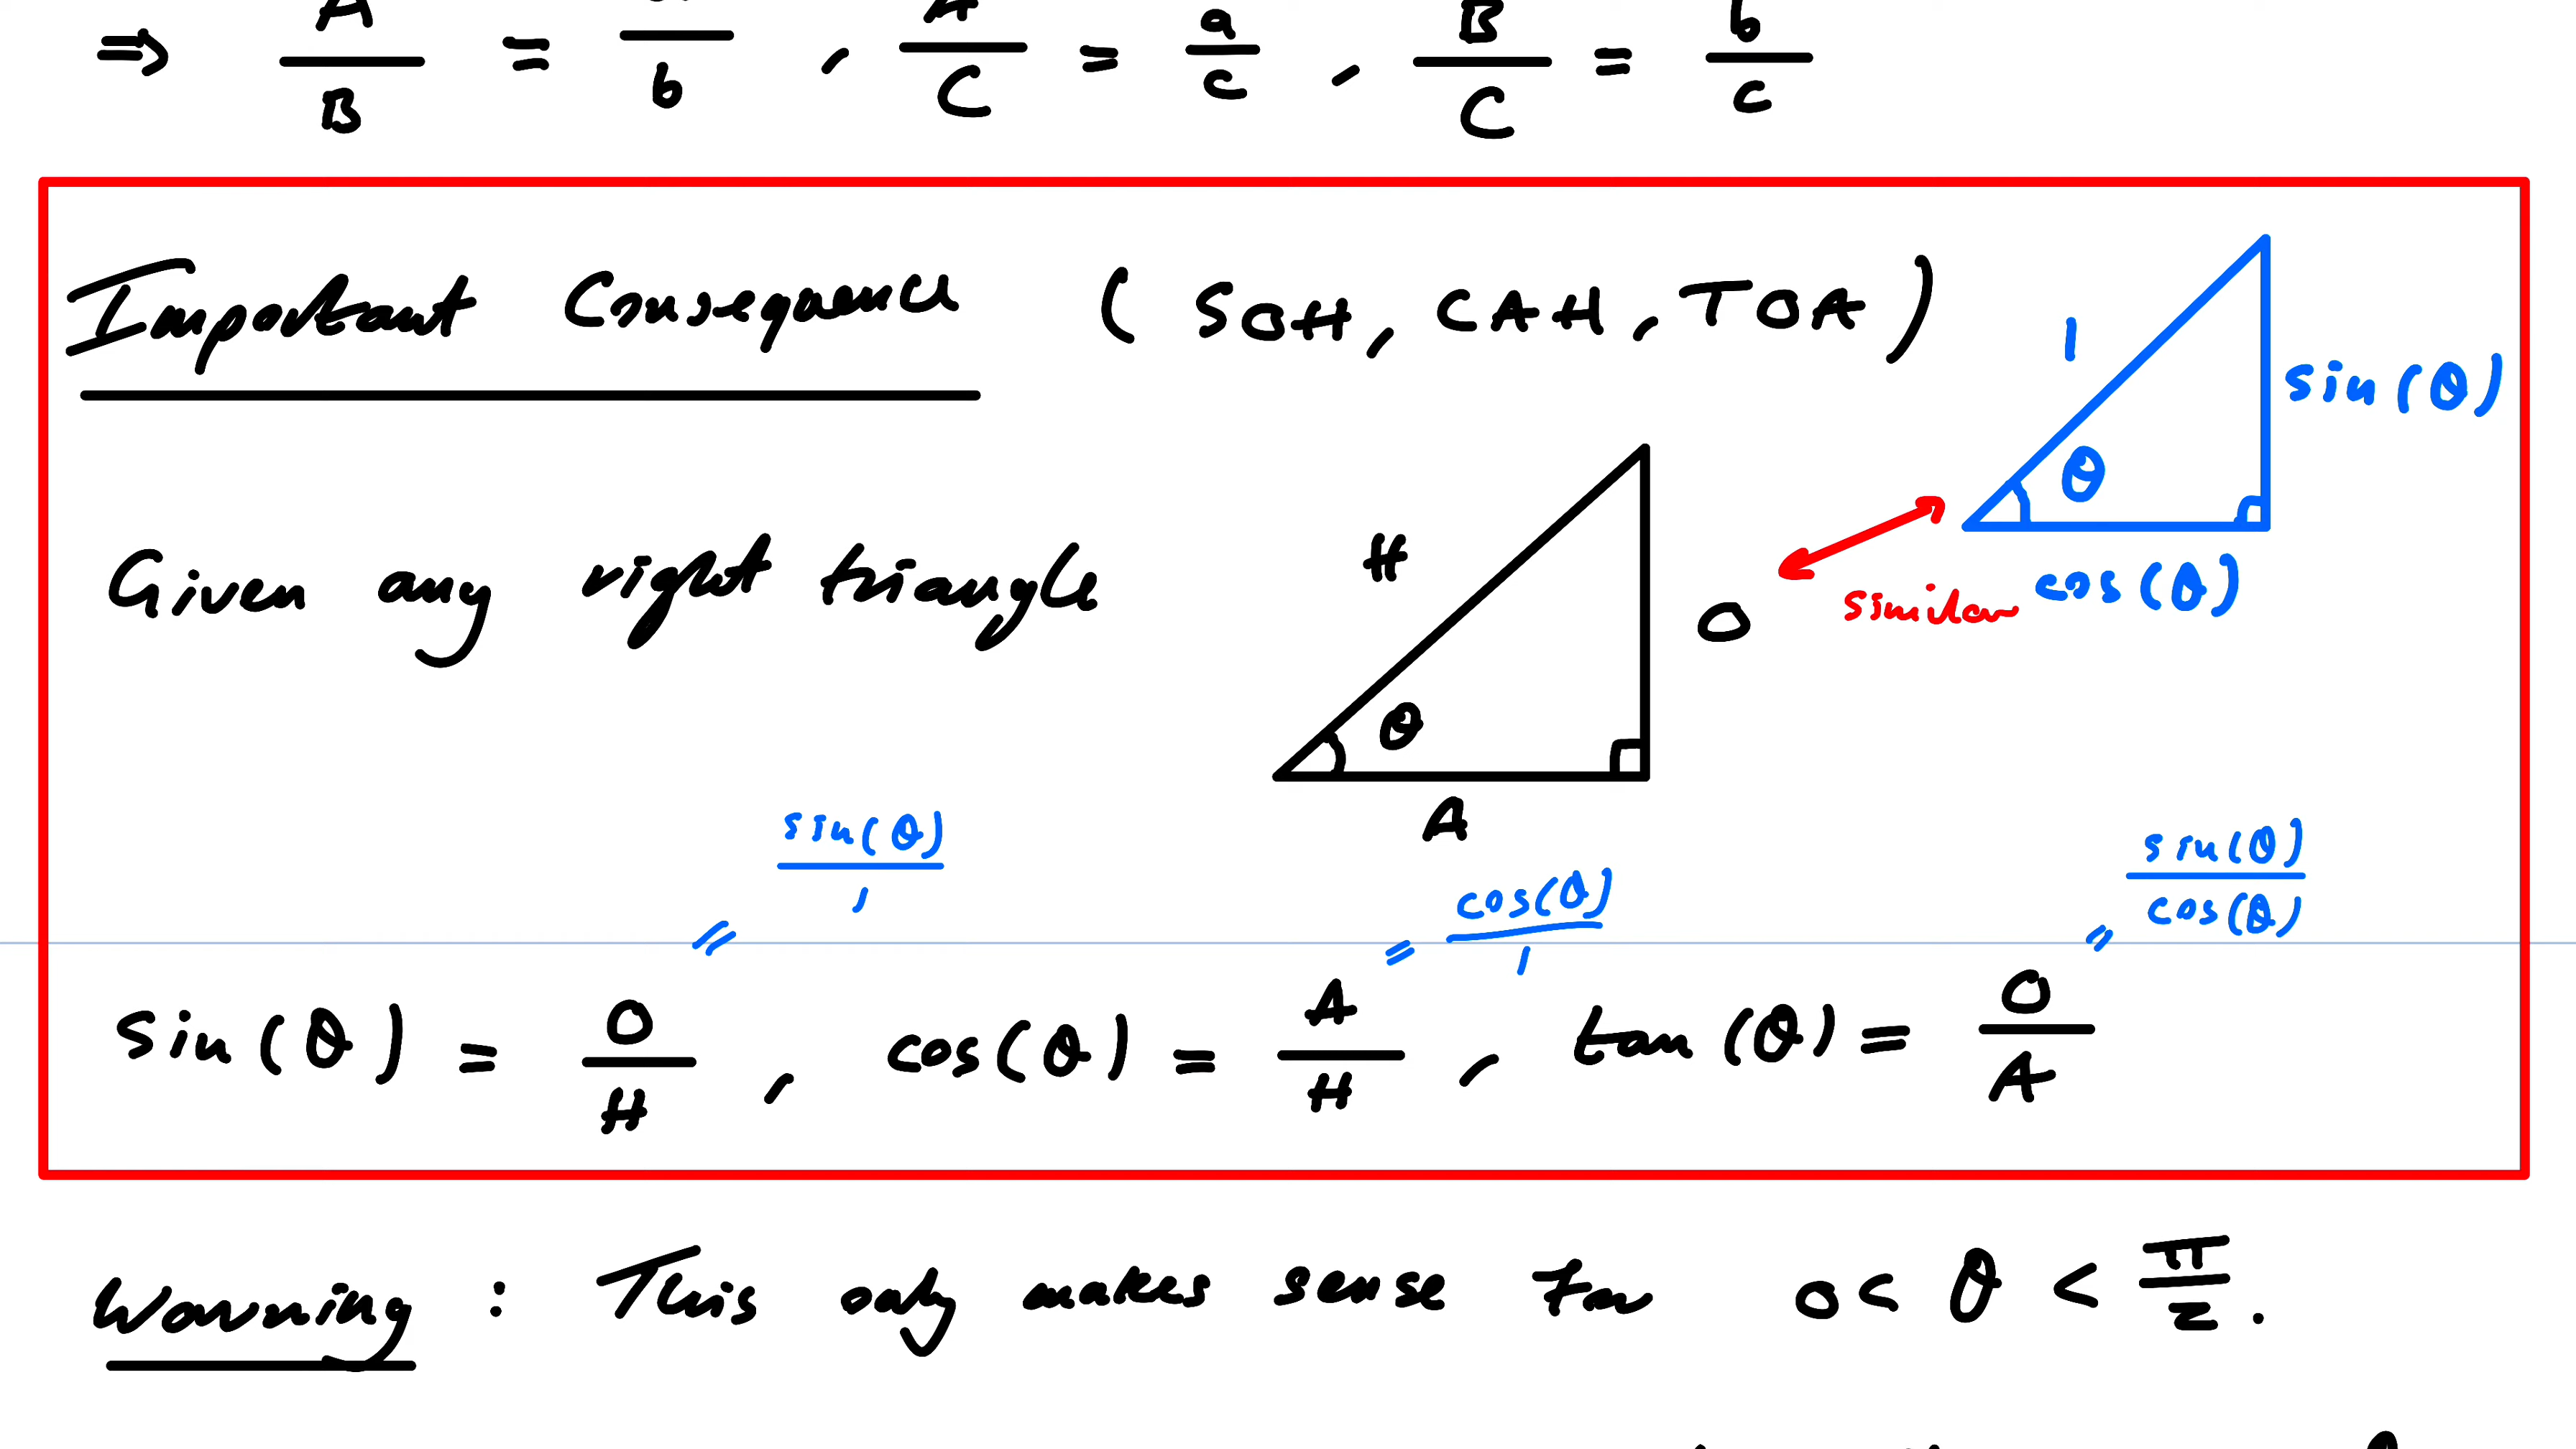 ⇒ A/B = a/b , A/C = a/c , B/C = b/c
Important Consequence (SOH, CAH, TOA)
1
sin(θ)
θ
cos(θ)
similar
Given any right triangle
H
O
θ
A
= sin(θ)/1
= cos(θ)/1
= sin(θ)/cos(θ)
sin(θ) = O/H , cos(θ) = A/H , tan(θ) = O/A
Warning : This only makes sense for 0 < θ < π/2 .